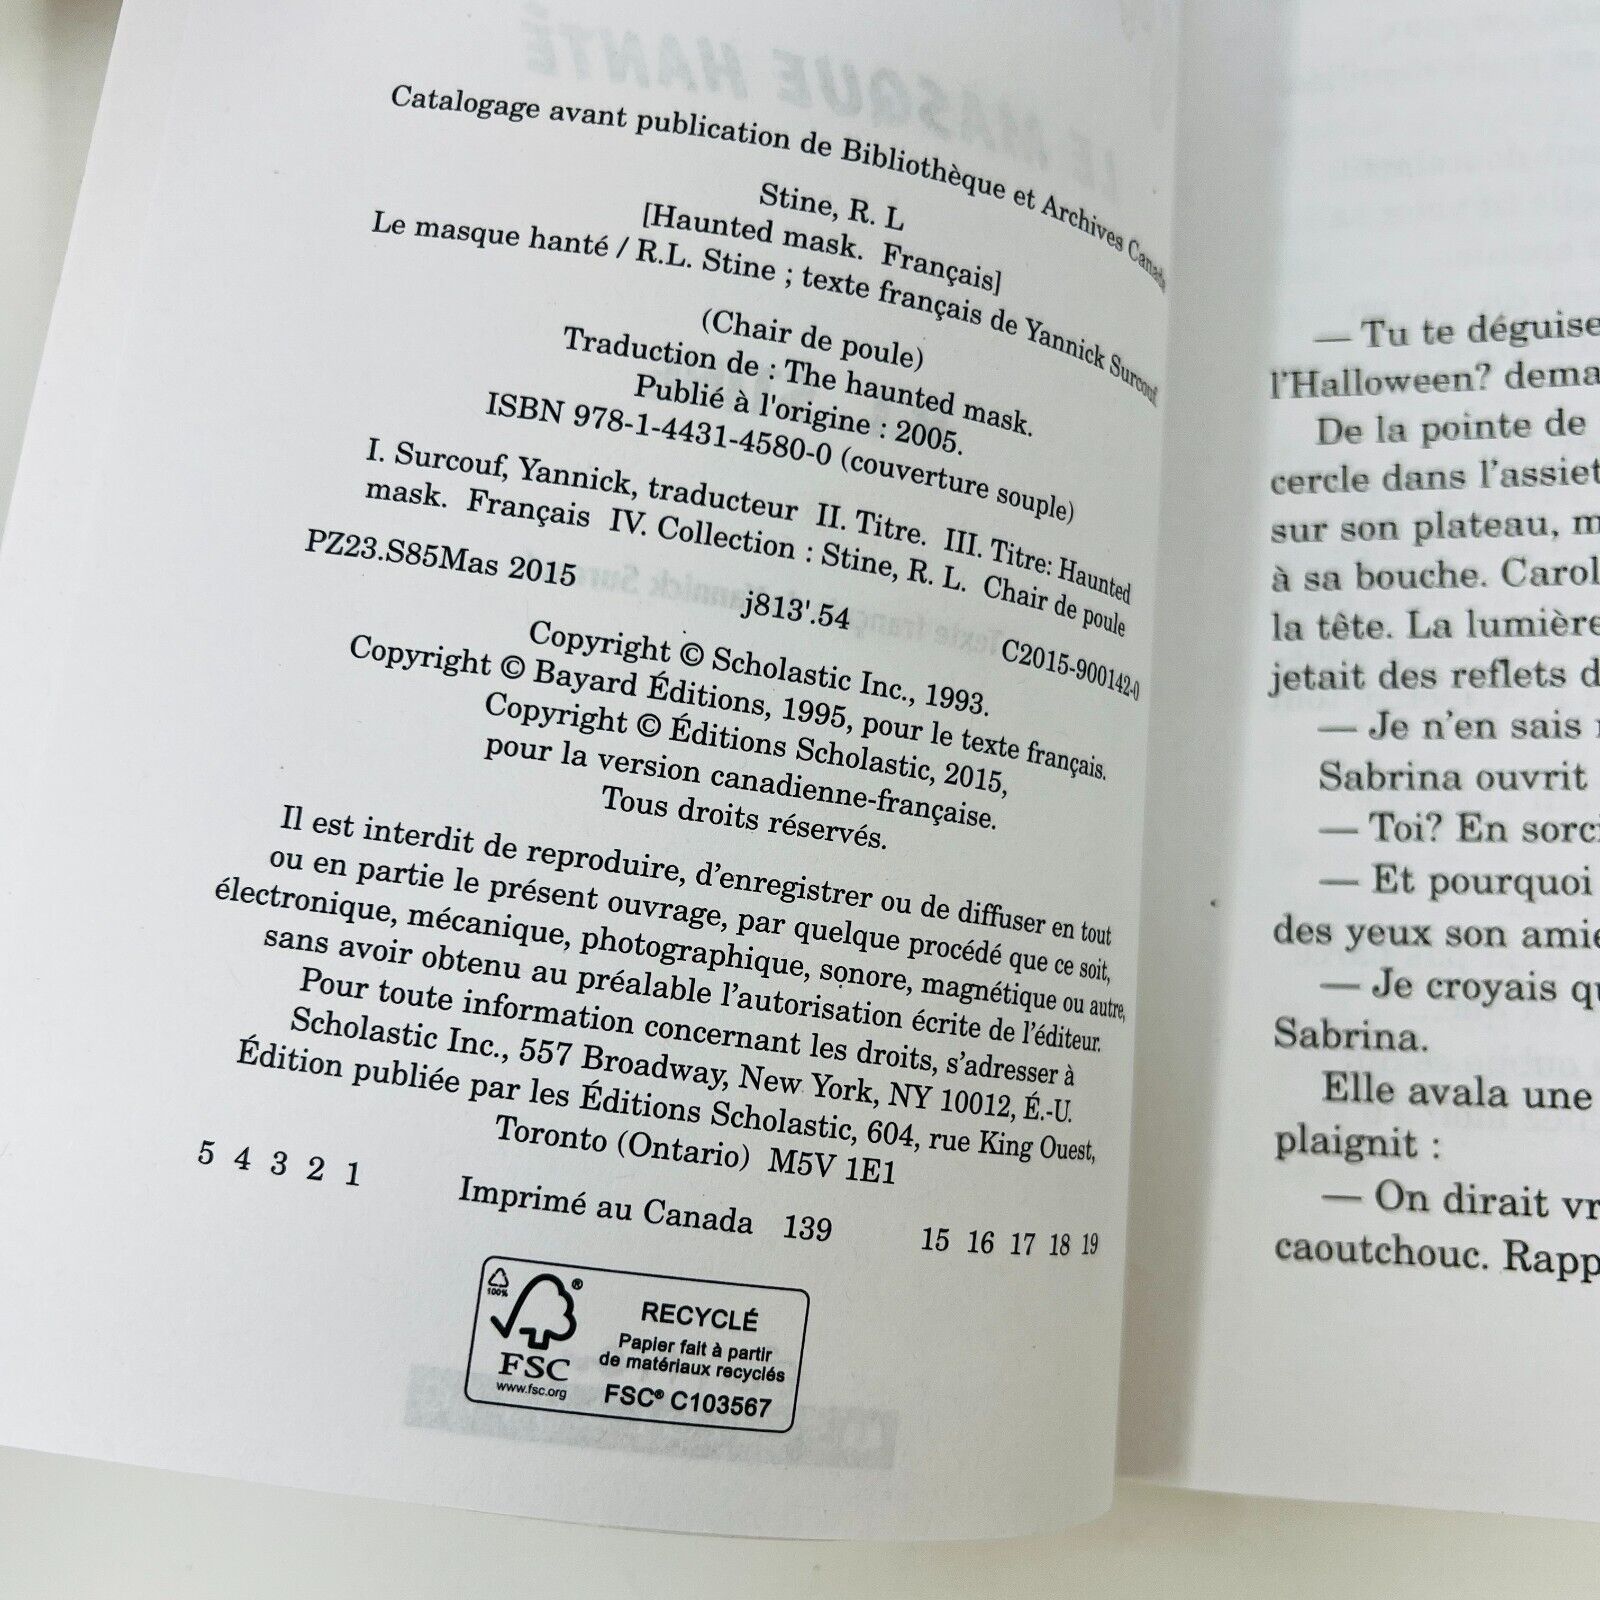 Catalogage avant publication de Bibliothèque et Archives Canada
Stine, R. L
[Haunted mask.  Français]
Le masque hanté / R.L. Stine ; texte français de Yannick Surcouf
(Chair de poule)
Traduction de : The haunted mask.
Publié à l'origine : 2005.
ISBN 978-1-4431-4580-0 (couverture souple)
I. Surcouf, Yannick, traducteur  II. Titre.  III. Titre: Haunted
mask.  Français  IV. Collection : Stine, R. L.  Chair de poule
PZ23.S85Mas 2015 j813'.54 C2015-900142-0
Copyright © Scholastic Inc., 1993.
Copyright © Bayard Éditions, 1995, pour le texte français.
Copyright © Éditions Scholastic, 2015,
pour la version canadienne-française.
Tous droits réservés.
Il est interdit de reproduire, d'enregistrer ou de diffuser en tout
ou en partie le présent ouvrage, par quelque procédé que ce soit,
électronique, mécanique, photographique, sonore, magnétique ou autre,
sans avoir obtenu au préalable l'autorisation écrite de l'éditeur.
Pour toute information concernant les droits, s'adresser à
Scholastic Inc., 557 Broadway, New York, NY 10012, É.-U.
Édition publiée par les Éditions Scholastic, 604, rue King Ouest,
Toronto (Ontario)  M5V 1E1
5 4 3 2 1 Imprimé au Canada 139 15 16 17 18 19
100%
®
FSC
www.fsc.org
RECYCLÉ
Papier fait à partir
de matériaux recyclés
FSC® C103567
— Tu te déguise
l'Halloween? dema
De la pointe de
cercle dans l'assiet
sur son plateau, m
à sa bouche. Carol
la tête. La lumière
jetait des reflets d
— Je n'en sais
Sabrina ouvrit
— Toi? En sorci
— Et pourquoi
des yeux son amie
— Je croyais qu
Sabrina.
Elle avala une
plaignit :
— On dirait vr
caoutchouc. Rapp